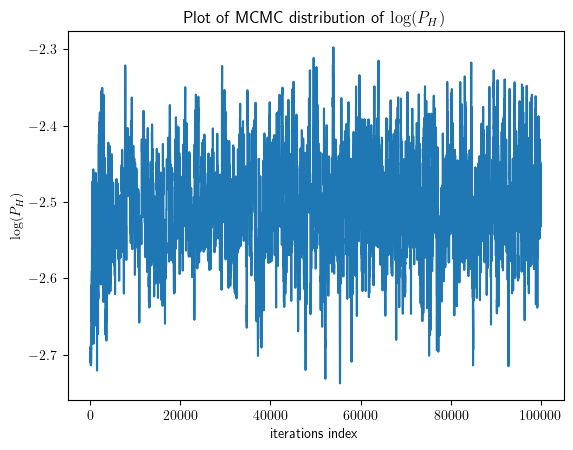 Plot of MCMC distribution of log(P_H)
−2.3
−2.4
−2.5
−2.6
−2.7
log(P_H)
0 20000 40000 60000 80000 100000
iterations index